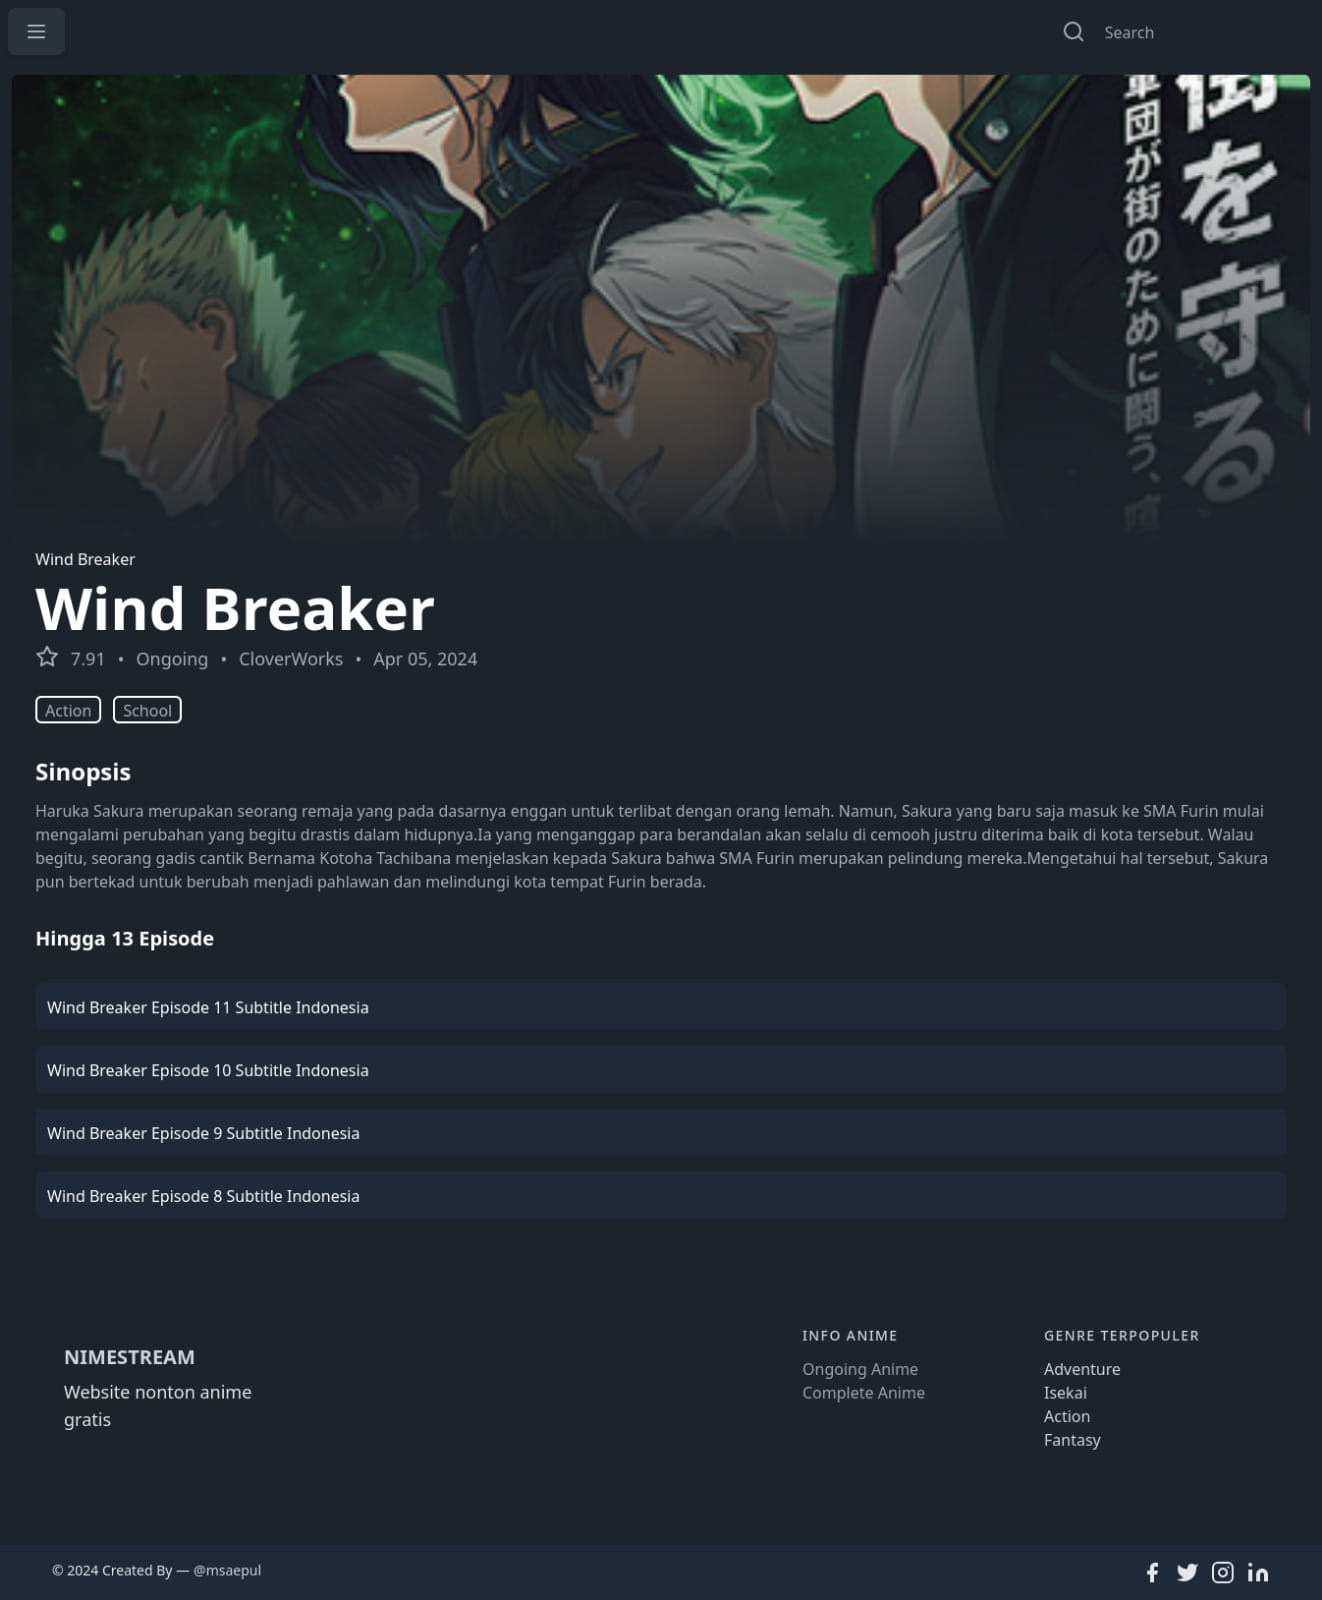 Search
街を守る
軍団が街のために闘う、
Wind Breaker
Wind Breaker
7.91 • Ongoing • CloverWorks • Apr 05, 2024
Action School
Sinopsis
Haruka Sakura merupakan seorang remaja yang pada dasarnya enggan untuk terlibat dengan orang lemah. Namun, Sakura yang baru saja masuk ke SMA Furin mulai
mengalami perubahan yang begitu drastis dalam hidupnya.Ia yang menganggap para berandalan akan selalu di cemooh justru diterima baik di kota tersebut. Walau
begitu, seorang gadis cantik Bernama Kotoha Tachibana menjelaskan kepada Sakura bahwa SMA Furin merupakan pelindung mereka.Mengetahui hal tersebut, Sakura
pun bertekad untuk berubah menjadi pahlawan dan melindungi kota tempat Furin berada.
Hingga 13 Episode
Wind Breaker Episode 11 Subtitle Indonesia
Wind Breaker Episode 10 Subtitle Indonesia
Wind Breaker Episode 9 Subtitle Indonesia
Wind Breaker Episode 8 Subtitle Indonesia
NIMESTREAM
Website nonton anime
gratis
INFO ANIME
Ongoing Anime
Complete Anime
GENRE TERPOPULER
Adventure
Isekai
Action
Fantasy
© 2024 Created By — @msaepul